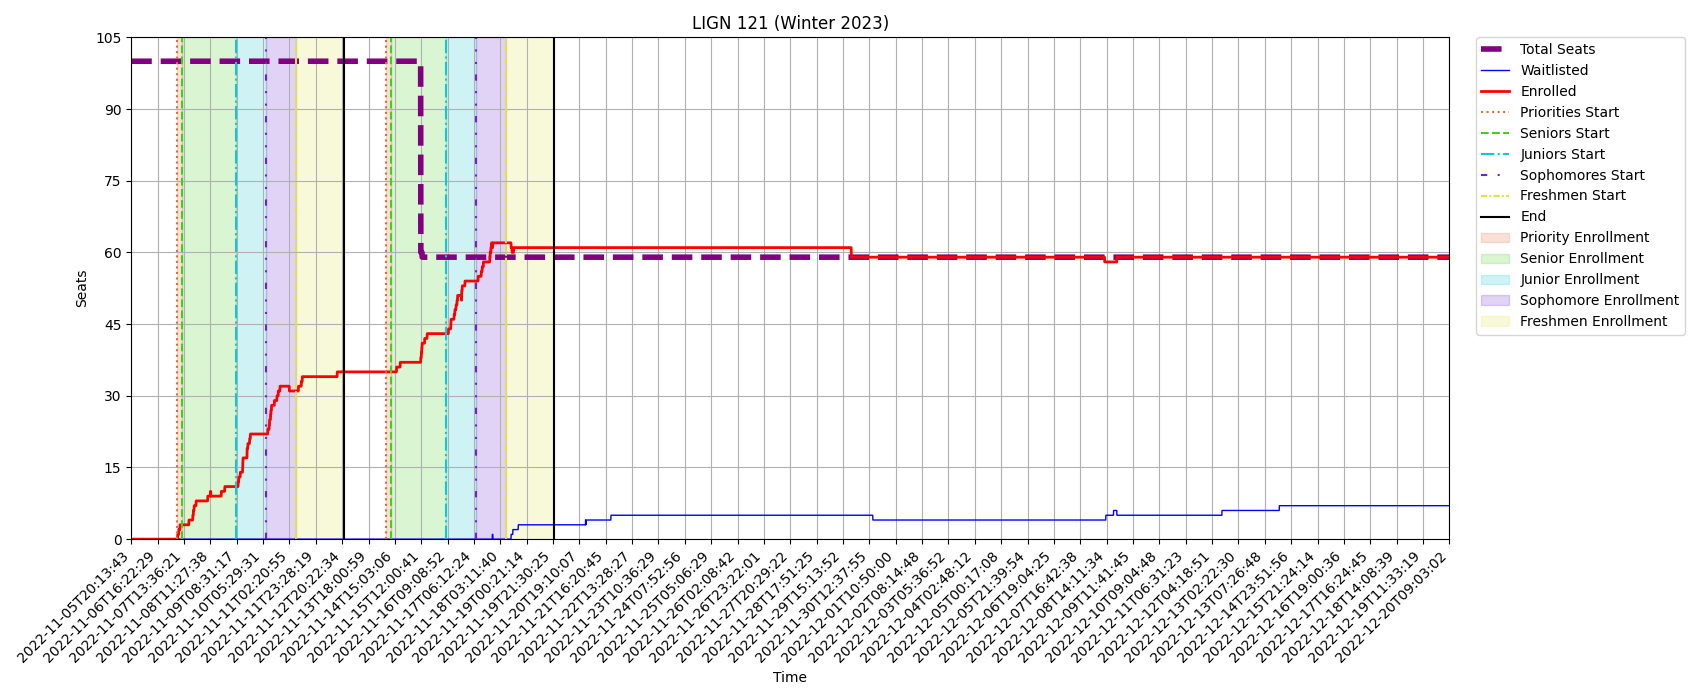 LIGN 121 (Winter 2023)
105
90
75
60
45
30
15
0
Seats
2022-11-05T20:13:43
2022-11-06T16:22:29
2022-11-07T13:36:21
2022-11-08T11:27:38
2022-11-09T08:31:17
2022-11-10T05:29:31
2022-11-11T02:20:55
2022-11-11T23:28:19
2022-11-12T20:22:34
2022-11-13T18:00:59
2022-11-14T15:03:06
2022-11-15T12:00:41
2022-11-16T09:08:52
2022-11-17T06:12:24
2022-11-18T03:11:40
2022-11-19T00:21:14
2022-11-19T21:30:25
2022-11-20T19:10:07
2022-11-21T16:20:45
2022-11-22T13:28:27
2022-11-23T10:36:29
2022-11-24T07:52:56
2022-11-25T05:06:29
2022-11-26T02:08:42
2022-11-26T23:22:01
2022-11-27T20:29:22
2022-11-28T17:51:25
2022-11-29T15:13:52
2022-11-30T12:37:55
2022-12-01T10:50:00
2022-12-02T08:14:48
2022-12-03T05:36:52
2022-12-04T02:48:12
2022-12-05T00:17:08
2022-12-05T21:39:54
2022-12-06T19:04:25
2022-12-07T16:42:38
2022-12-08T14:11:34
2022-12-09T11:41:45
2022-12-10T09:04:48
2022-12-11T06:31:23
2022-12-12T04:18:51
2022-12-13T02:22:30
2022-12-13T07:26:48
2022-12-14T23:51:56
2022-12-15T21:24:14
2022-12-16T19:00:36
2022-12-17T16:24:45
2022-12-18T14:08:39
2022-12-19T11:33:19
2022-12-20T09:03:02
Time
Total Seats
Waitlisted
Enrolled
Priorities Start
Seniors Start
Juniors Start
Sophomores Start
Freshmen Start
End
Priority Enrollment
Senior Enrollment
Junior Enrollment
Sophomore Enrollment
Freshmen Enrollment